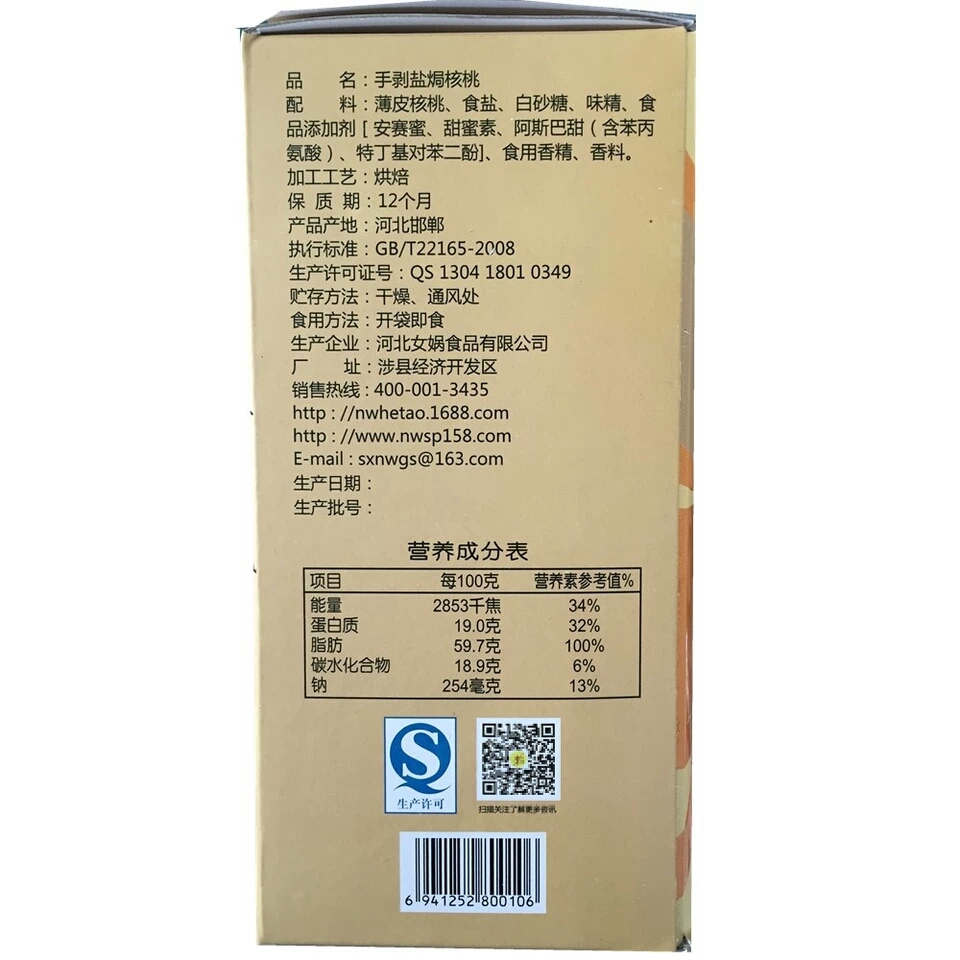 品 名：手剥盐焗核桃
配 料：薄皮核桃、食盐、白砂糖、味精、食
品添加剂［安赛蜜、甜蜜素、阿斯巴甜（含苯丙
氨酸）、特丁基对苯二酚]、食用香精、香料。
加工工艺：烘焙
保 质 期：12个月
产品产地：河北邯郸
执行标准：GB/T22165-2008
生产许可证号：QS 1304 1801 0349
贮存方法：干燥、通风处
食用方法：开袋即食
生产企业：河北女娲食品有限公司
厂 址：涉县经济开发区
销售热线：400-001-3435
http : //nwhetao.1688.com
http : //www.nwsp158.com
E-mail : sxnwgs@163.com
生产日期：
生产批号：
营养成分表
项目 每100克 营养素参考值%
能量 2853千焦 34%
蛋白质 19.0克 32%
脂肪 59.7克 100%
碳水化合物 18.9克 6%
钠 254毫克 13%
生产许可
扫描关注了解更多咨讯
6 941252 800106